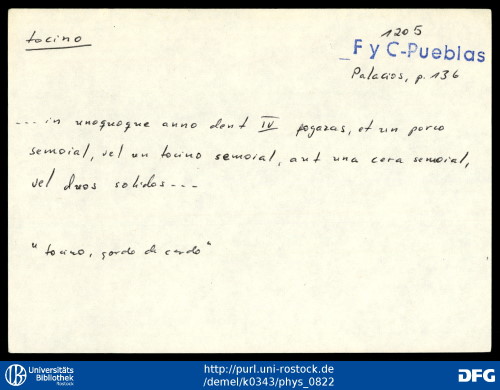 tocino
1205
F y C-Pueblas
Palacios, p. 136
... in unoquoque anno dent IV fogazas, et un porco
semoial, vel un tocino semoial, aut una cera semoial,
vel duos solidos ...
"tocino, gordo de cerdo"
Universitäts
Bibliothek
Rostock
http://purl.uni-rostock.de
/demel/k0343/phys_0822
DFG